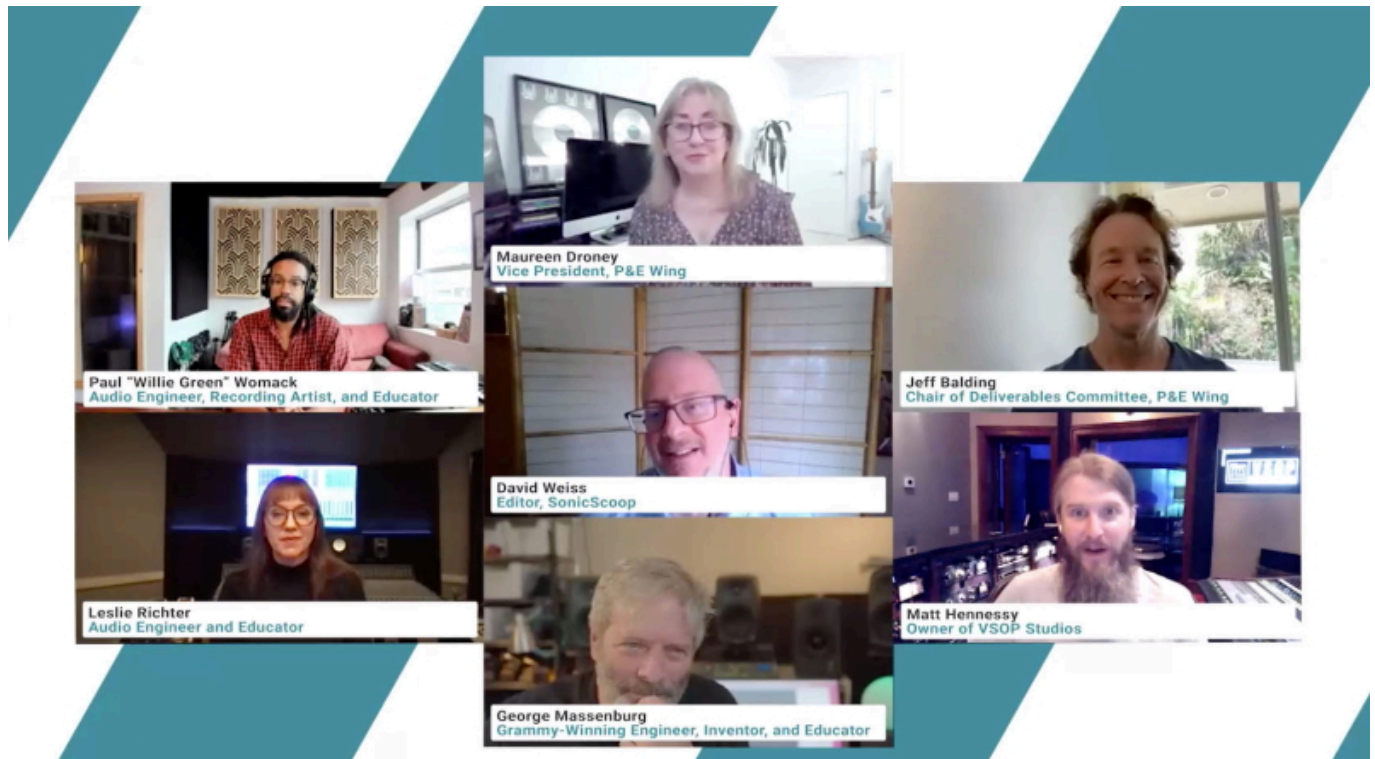 Maureen Droney
Vice President, P&E Wing
Paul “Willie Green” Womack
Audio Engineer, Recording Artist, and Educator
Jeff Balding
Chair of Deliverables Committee, P&E Wing
David Weiss
Editor, SonicScoop
Leslie Richter
Audio Engineer and Educator
Matt Hennessy
Owner of VSOP Studios
George Massenburg
Grammy-Winning Engineer, Inventor, and Educator